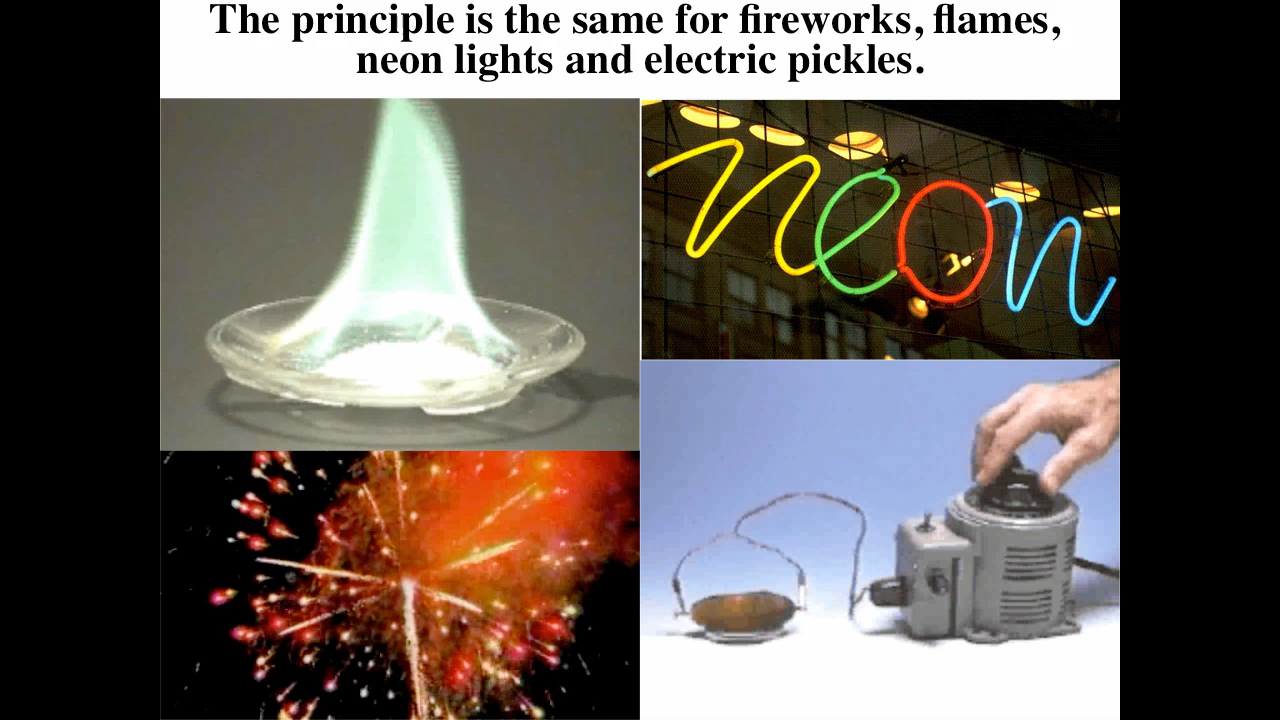 The principle is the same for fireworks, flames,
neon lights and electric pickles.
neon